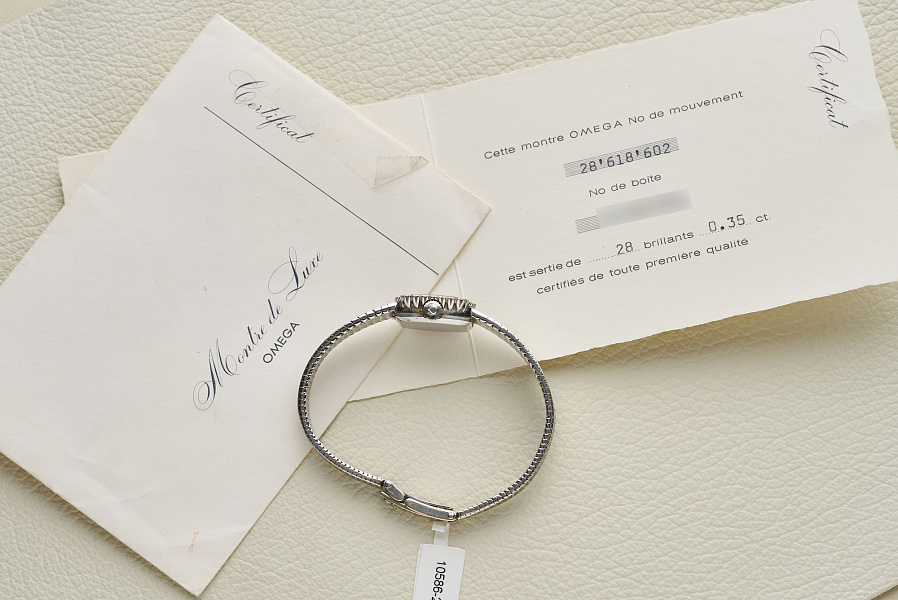 Certificat
Montre de Luxe
OMEGA
Certificat
Cette montre OMEGA No de mouvement
28'618'602
No de boîte
est sertie de ........28.. brillants ..0.35.. ct.
certifiés de toute première qualité